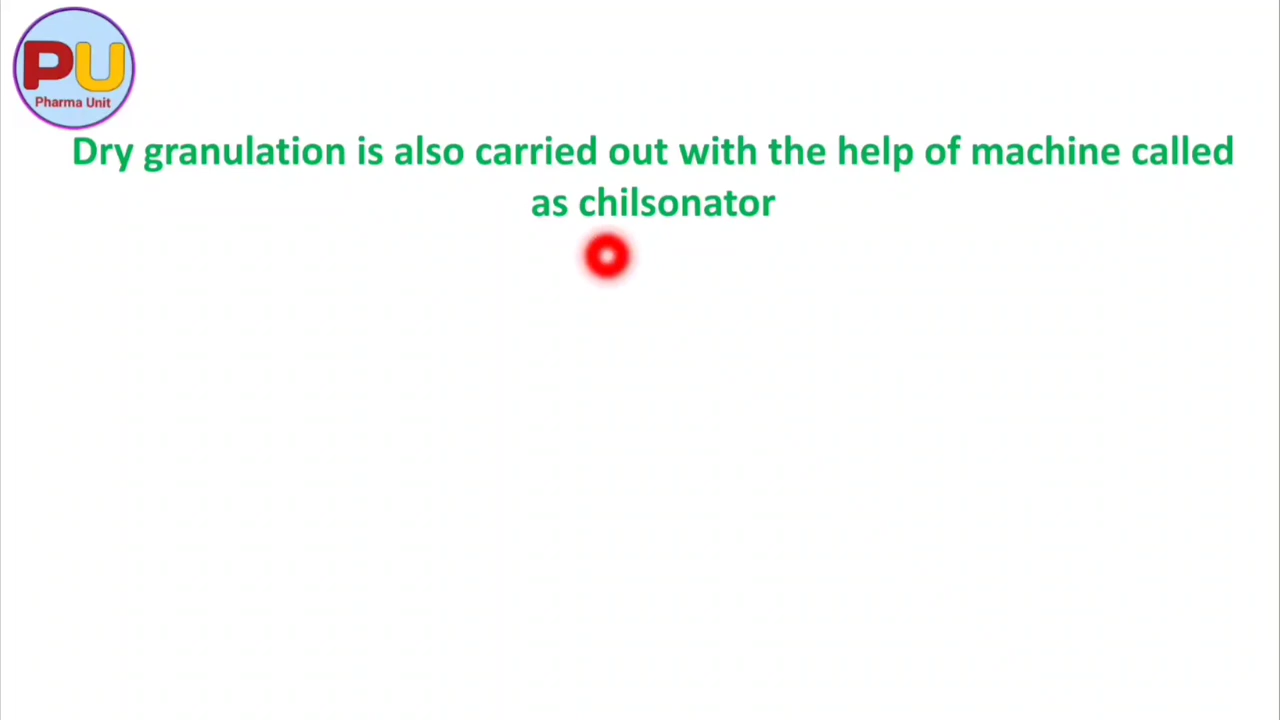 PU
Pharma Unit
Dry granulation is also carried out with the help of machine called
as chilsonator